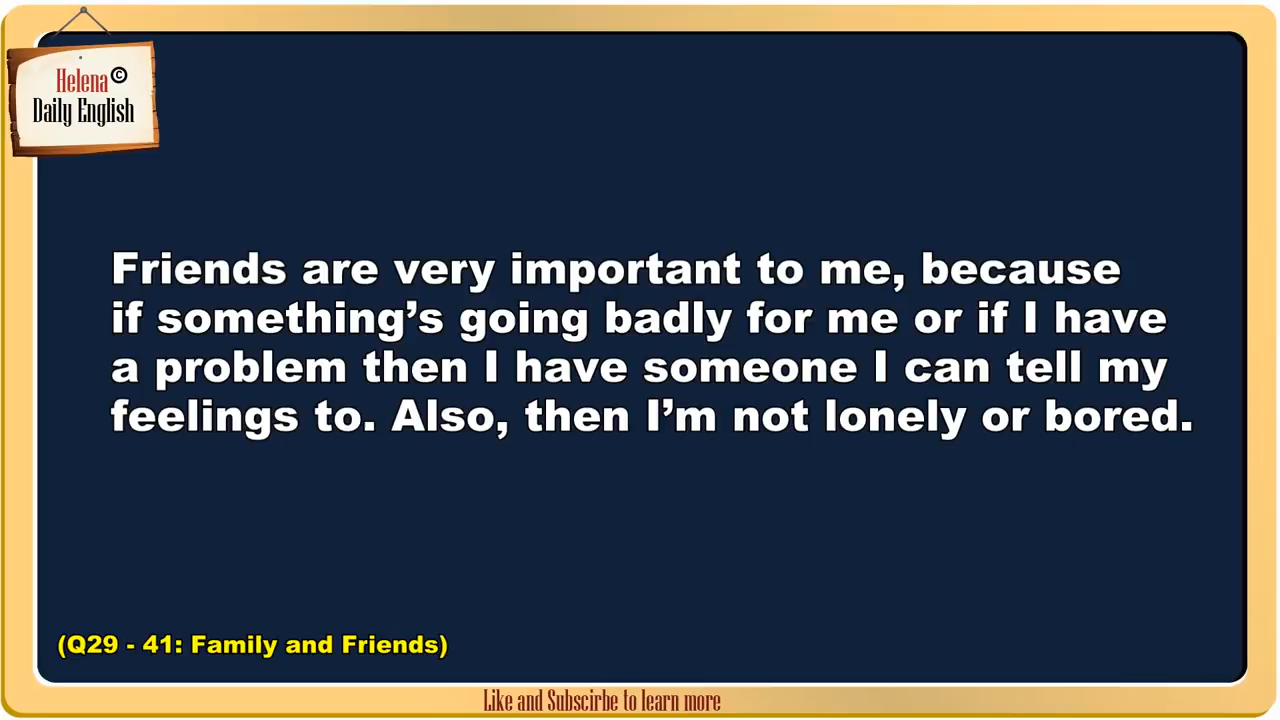 Helena©
Daily English
Friends are very important to me, because
if something’s going badly for me or if I have
a problem then I have someone I can tell my
feelings to. Also, then I’m not lonely or bored.
(Q29 - 41: Family and Friends)
Like and Subscirbe to learn more